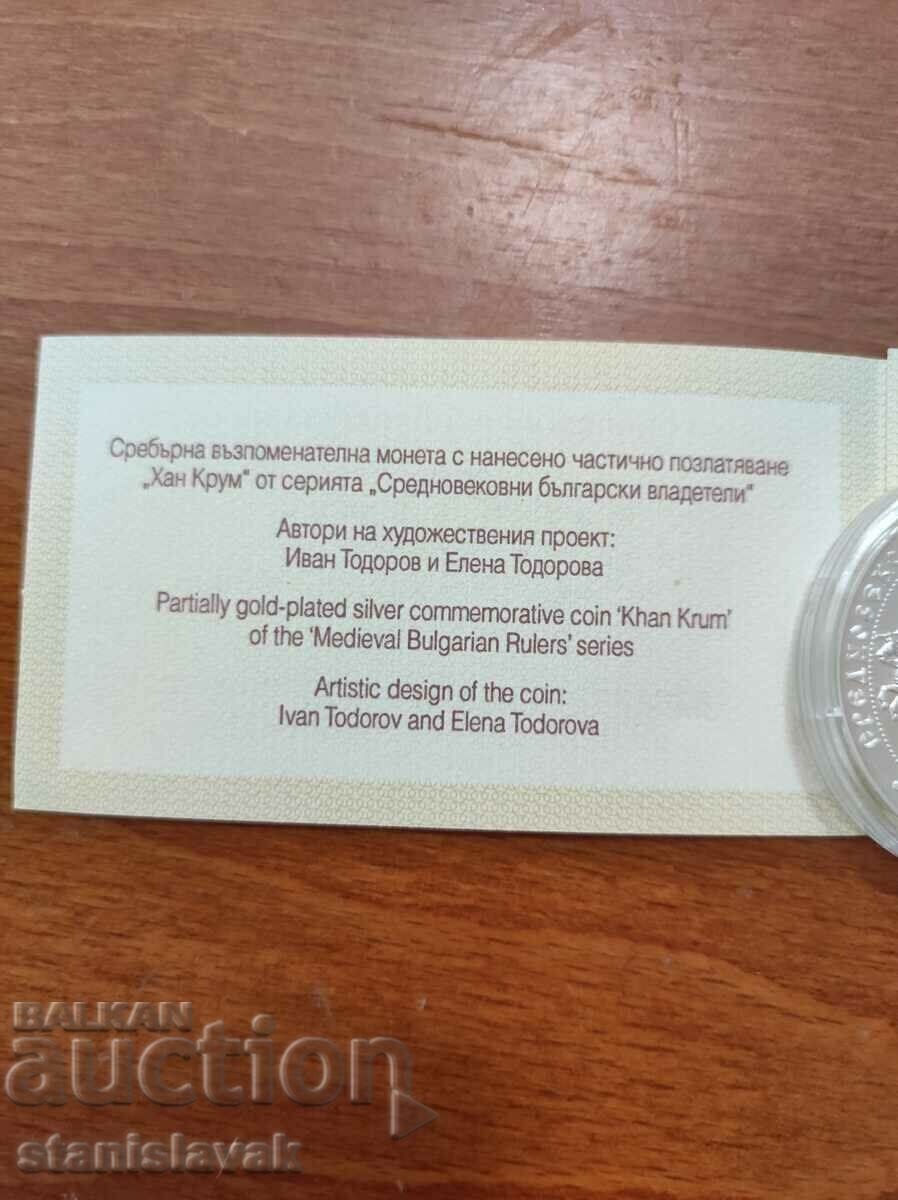 Сребърна възпоменателна монета с нанесено частично позлатяване
„Хан Крум" от серията „Средновековни български владетели"
Автори на художествения проект:
Иван Тодоров и Елена Тодорова
Partially gold-plated silver commemorative coin 'Khan Krum'
of the 'Medieval Bulgarian Rulers' series
Artistic design of the coin:
Ivan Todorov and Elena Todorova
BALKAN
auction
stanislavak